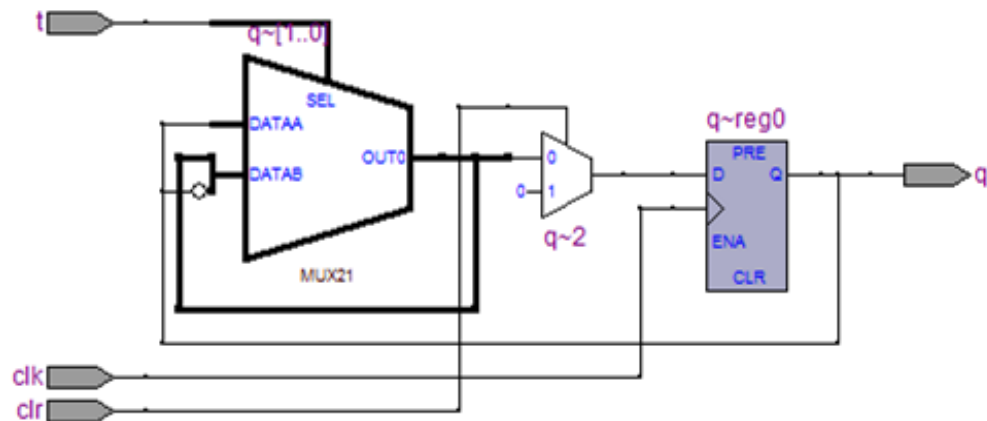 t
q~[1..0]
SEL
DATAA
DATAB
OUT0
MUX21
0
0 1
q~2
q~reg0
PRE
D Q
ENA
CLR
q
clk
clr